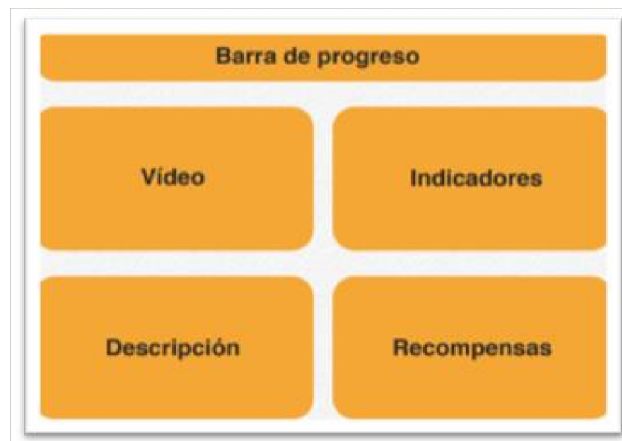 Barra de progreso
Vídeo
Indicadores
Descripción
Recompensas